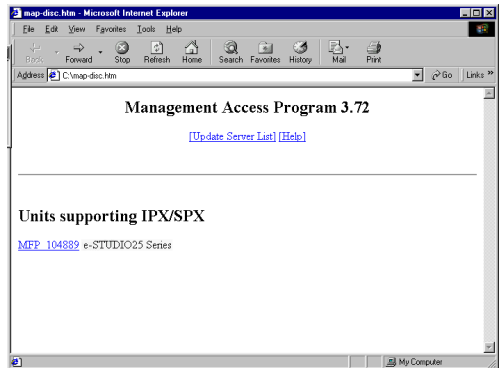 map-disc.htm - Microsoft Internet Explorer
File Edit View Favorites Tools Help
Back Forward Stop Refresh Home Search Favorites History Mail Print
Address C:\map-disc.htm Go Links »
Management Access Program 3.72
[Update Server List] [Help]
Units supporting IPX/SPX
MFP_104889 e-STUDIO25 Series
My Computer